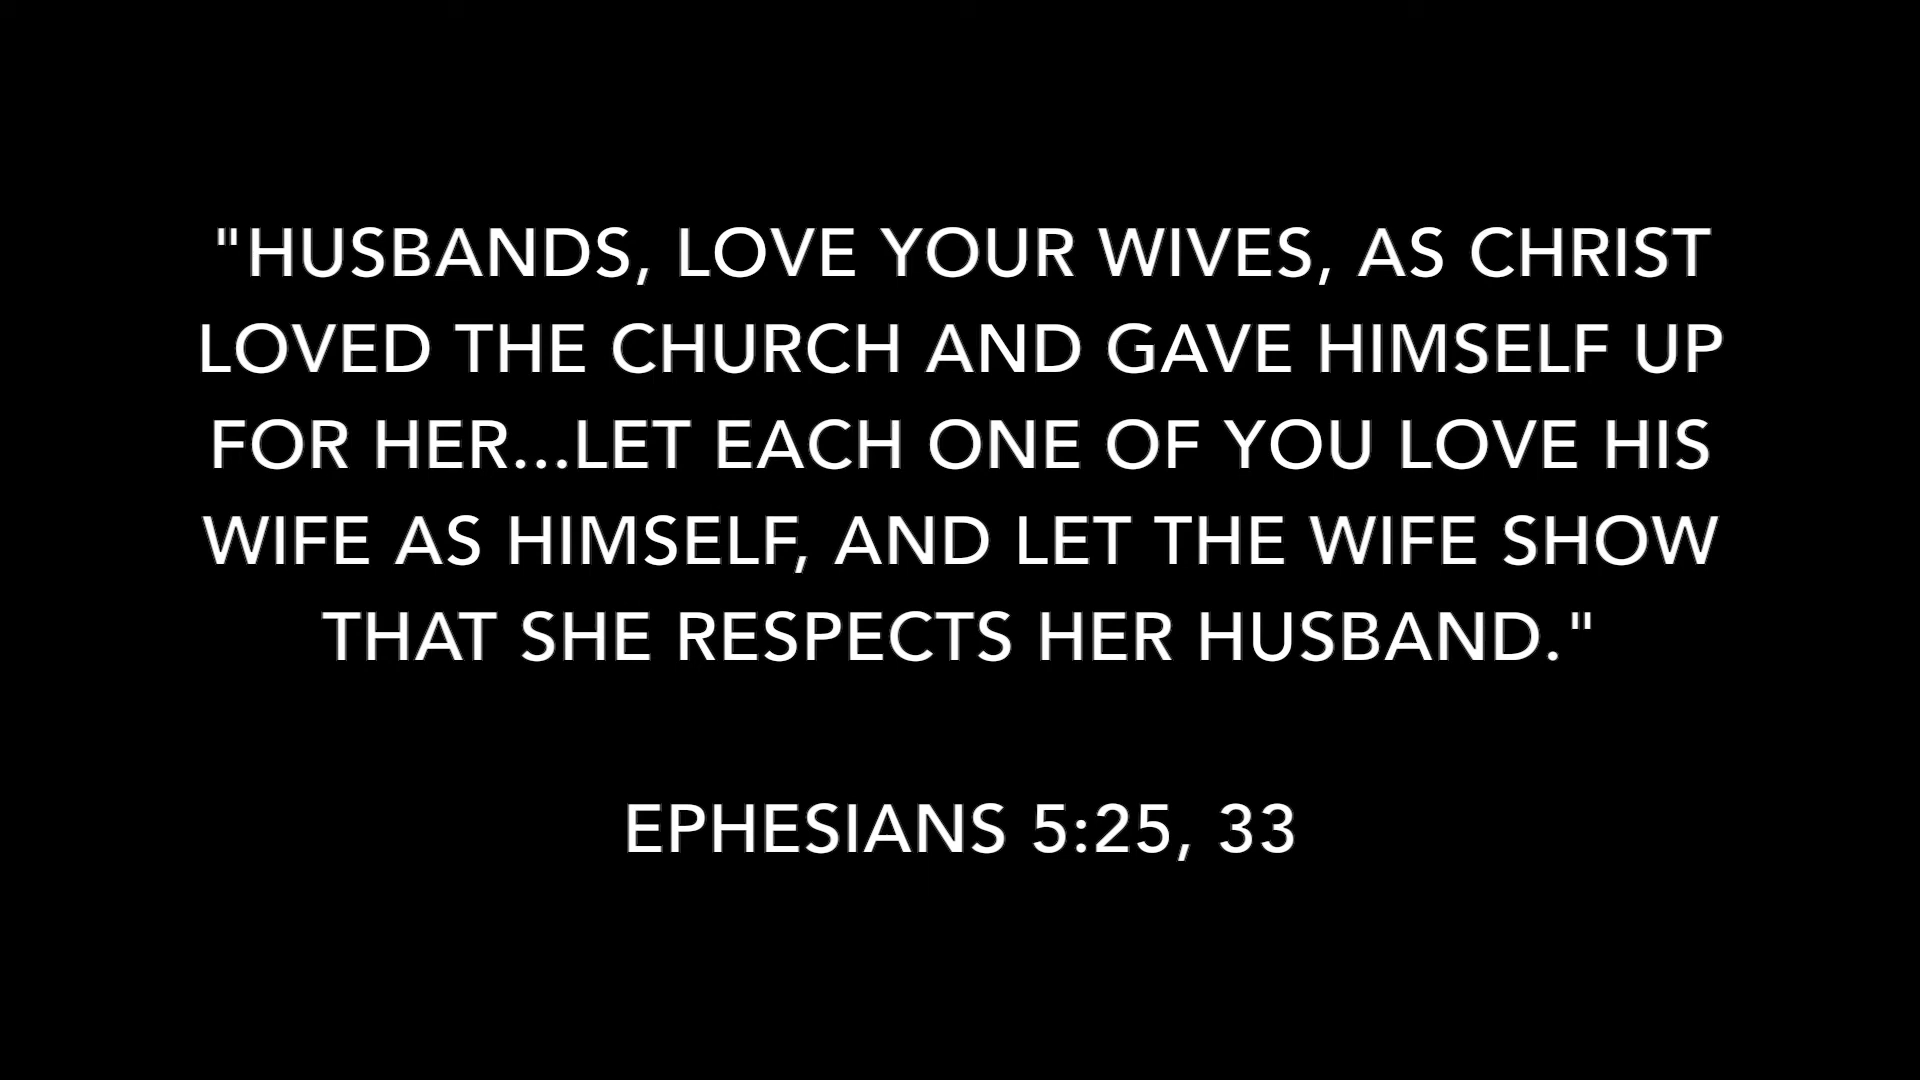 "HUSBANDS, LOVE YOUR WIVES, AS CHRIST
LOVED THE CHURCH AND GAVE HIMSELF UP
FOR HER...LET EACH ONE OF YOU LOVE HIS
WIFE AS HIMSELF, AND LET THE WIFE SHOW
THAT SHE RESPECTS HER HUSBAND."
EPHESIANS 5:25, 33